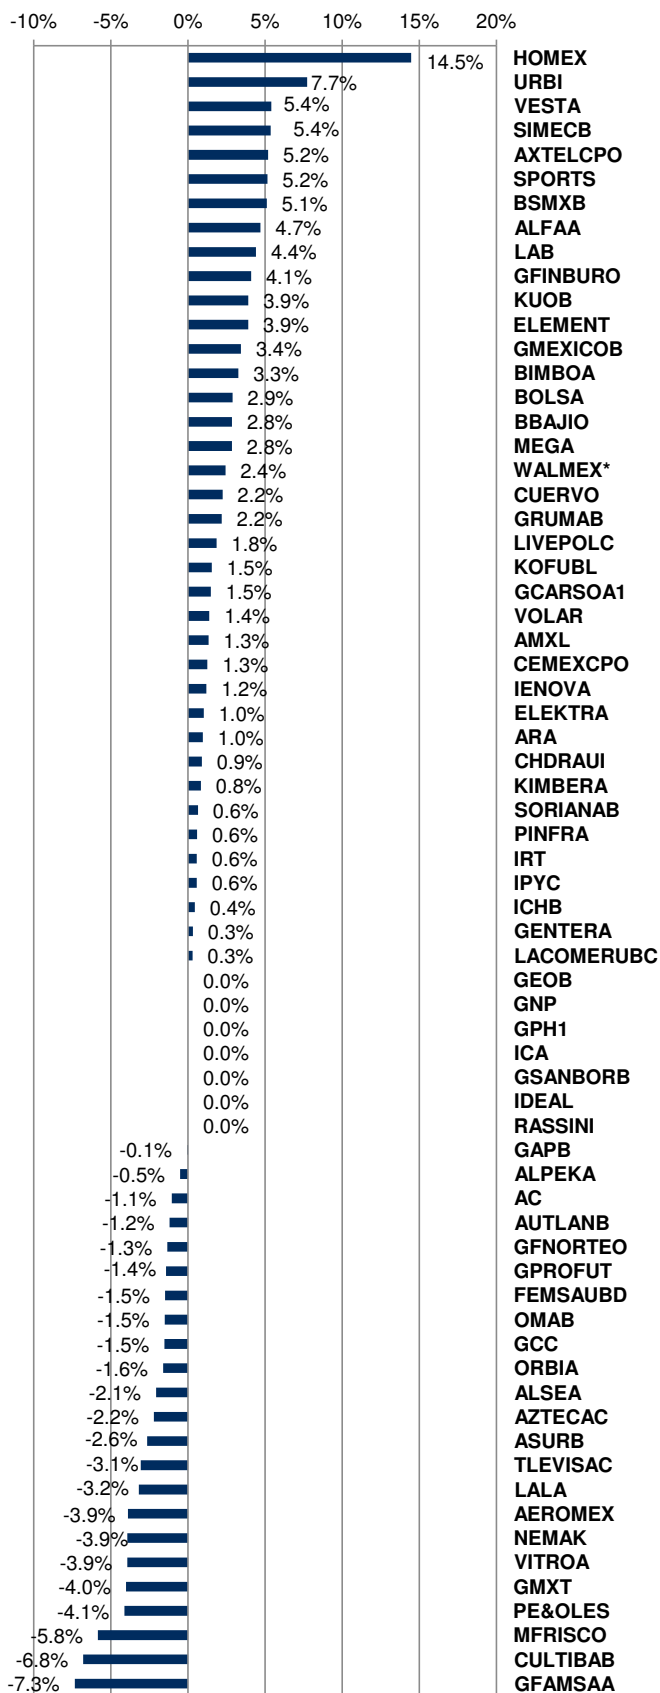 -10% -5% 0% 5% 10% 15% 20%
14.5% HOMEX
7.7% URBI
5.4% VESTA
5.4% SIMECB
5.2% AXTELCPO
5.2% SPORTS
5.1% BSMXB
4.7% ALFAA
4.4% LAB
4.1% GFINBURO
3.9% KUOB
3.9% ELEMENT
3.4% GMEXICOB
3.3% BIMBOA
2.9% BOLSA
2.8% BBAJIO
2.8% MEGA
2.4% WALMEX*
2.2% CUERVO
2.2% GRUMAB
1.8% LIVEPOLC
1.5% KOFUBL
1.5% GCARSOA1
1.4% VOLAR
1.3% AMXL
1.3% CEMEXCPO
1.2% IENOVA
1.0% ELEKTRA
1.0% ARA
0.9% CHDRAUI
0.8% KIMBERA
0.6% SORIANAB
0.6% PINFRA
0.6% IRT
0.6% IPYC
0.4% ICHB
0.3% GENTERA
0.3% LACOMERUBC
0.0% GEOB
0.0% GNP
0.0% GPH1
0.0% ICA
0.0% GSANBORB
0.0% IDEAL
0.0% RASSINI
-0.1% GAPB
-0.5% ALPEKA
-1.1% AC
-1.2% AUTLANB
-1.3% GFNORTEO
-1.4% GPROFUT
-1.5% FEMSAUBD
-1.5% OMAB
-1.5% GCC
-1.6% ORBIA
-2.1% ALSEA
-2.2% AZTECAC
-2.6% ASURB
-3.1% TLEVISAC
-3.2% LALA
-3.9% AEROMEX
-3.9% NEMAK
-3.9% VITROA
-4.0% GMXT
-4.1% PE&OLES
-5.8% MFRISCO
-6.8% CULTIBAB
-7.3% GFAMSAA